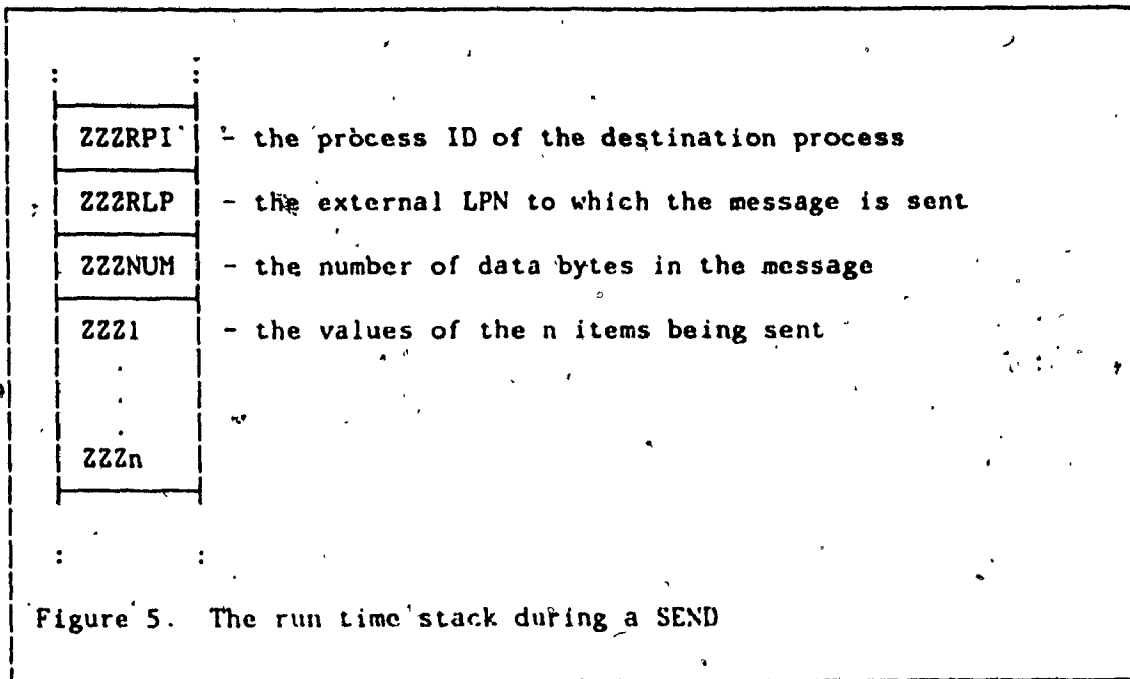 ZZZRPI - the process ID of the destination process
ZZZRLP - the external LPN to which the message is sent
ZZZNUM - the number of data bytes in the message
ZZZ1 - the values of the n items being sent
.
.
.
ZZZn
Figure 5. The run time stack during a SEND